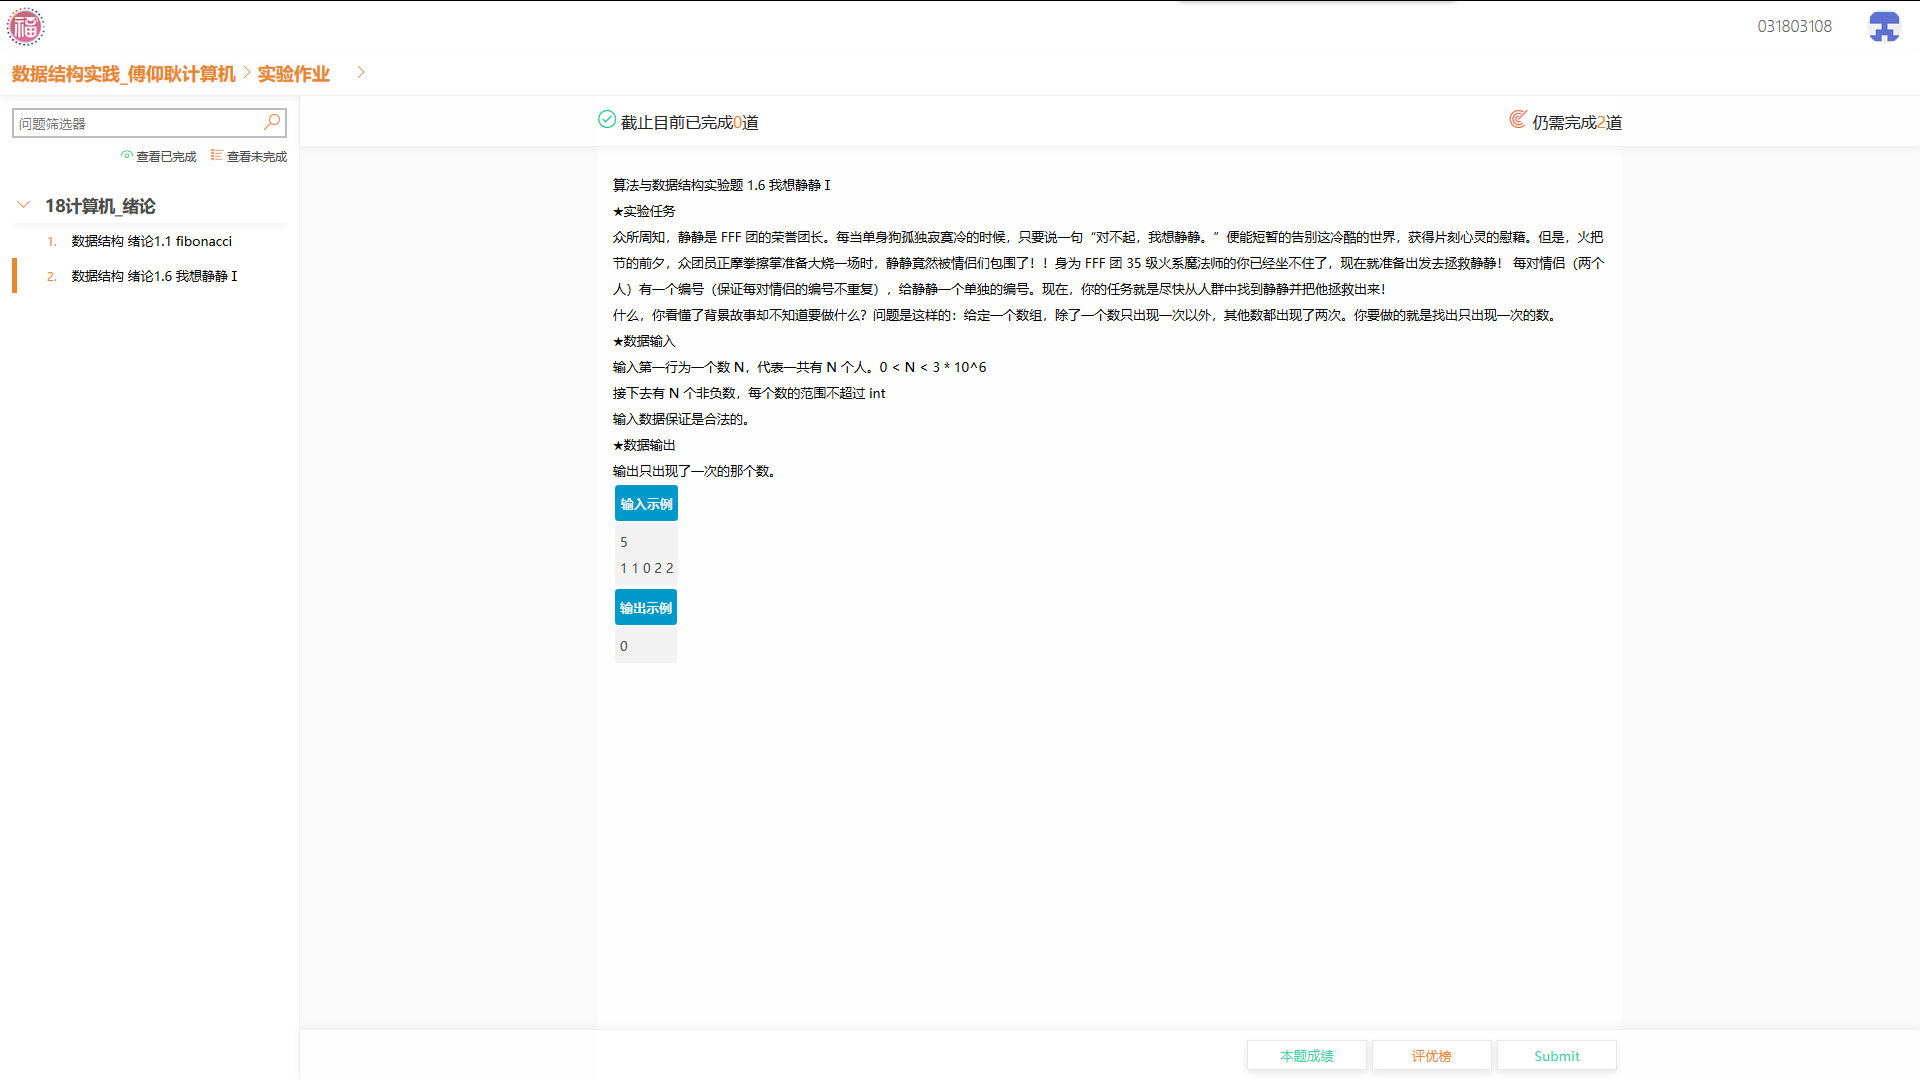 福
031803108
数据结构实践_傅仰耿计算机 > 实验作业 >
问题筛选器
查看已完成 查看未完成
18计算机_绪论
1. 数据结构 绪论1.1 fibonacci
2. 数据结构 绪论1.6 我想静静 I
截止目前已完成0道
仍需完成2道
算法与数据结构实验题 1.6 我想静静 I
★实验任务
众所周知，静静是 FFF 团的荣誉团长。每当单身狗孤独寂寞冷的时候，只要说一句“对不起，我想静静。”便能短暂的告别这冷酷的世界，获得片刻心灵的慰藉。但是，火把
节的前夕，众团员正摩拳擦掌准备大烧一场时，静静竟然被情侣们包围了！！身为 FFF 团 35 级火系魔法师的你已经坐不住了，现在就准备出发去拯救静静！ 每对情侣（两个
人）有一个编号（保证每对情侣的编号不重复），给静静一个单独的编号。现在，你的任务就是尽快从人群中找到静静并把他拯救出来！
什么，你看懂了背景故事却不知道要做什么？问题是这样的：给定一个数组，除了一个数只出现一次以外，其他数都出现了两次。你要做的就是找出只出现一次的数。
★数据输入
输入第一行为一个数 N，代表一共有 N 个人。0 < N < 3 * 10^6
接下去有 N 个非负数，每个数的范围不超过 int
输入数据保证是合法的。
★数据输出
输出只出现了一次的那个数。
输入示例
5
1 1 0 2 2
输出示例
0
本题成绩 评优榜 Submit